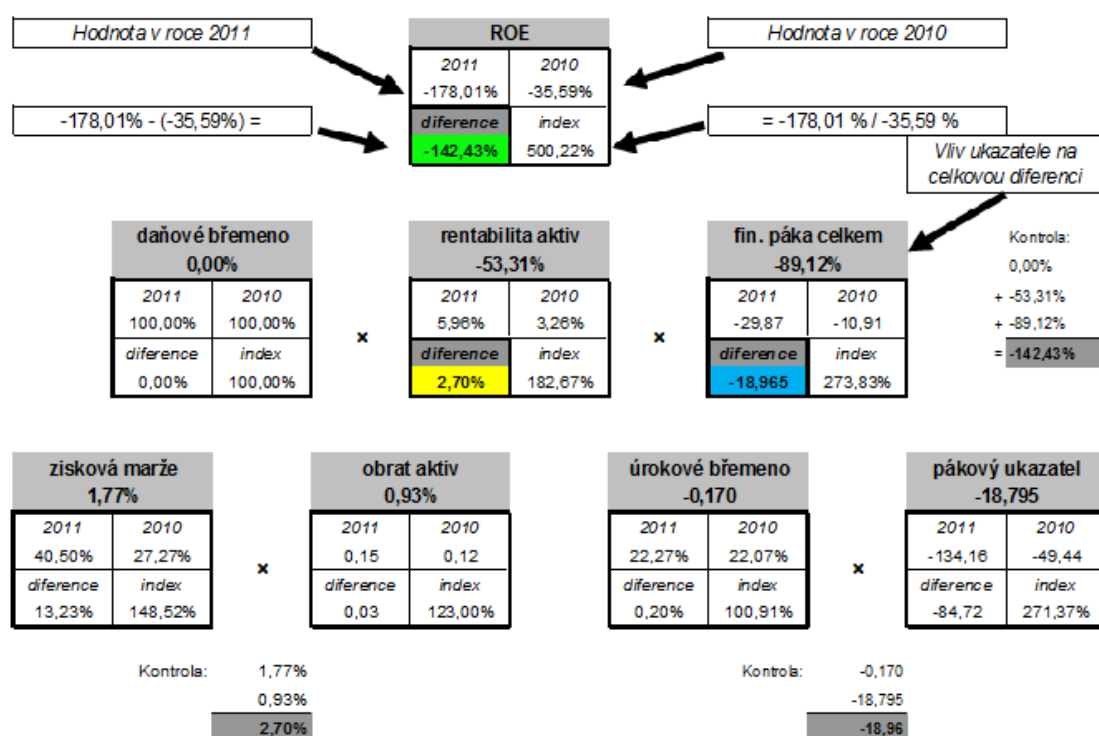 Hodnota v roce 2011
ROE
Hodnota v roce 2010
2011 2010
-178,01% -35,59%
-178,01% - (-35,59%) =
diference index
= -178,01 % / -35,59 %
-142,43% 500,22%
Vliv ukazatele na
celkovou diferenci
daňové břemeno
0,00%
2011 2010
100,00% 100,00%
diference index
0,00% 100,00%
×
rentabilita aktiv
-53,31%
2011 2010
5,96% 3,26%
diference index
2,70% 182,67%
×
fin. páka celkem
-89,12%
2011 2010
-29,87 -10,91
diference index
-18,965 273,83%
Kontrola:
0,00%
+ -53,31%
+ -89,12%
= -142,43%
zisková marže
1,77%
2011 2010
40,50% 27,27%
diference index
13,23% 148,52%
×
obrat aktiv
0,93%
2011 2010
0,15 0,12
diference index
0,03 123,00%
úrokové břemeno
-0,170
2011 2010
22,27% 22,07%
diference index
0,20% 100,91%
×
pákový ukazatel
-18,795
2011 2010
-134,16 -49,44
diference index
-84,72 271,37%
Kontrola: 1,77%
0,93%
2,70%
Kontrola: -0,170
-18,795
-18,96